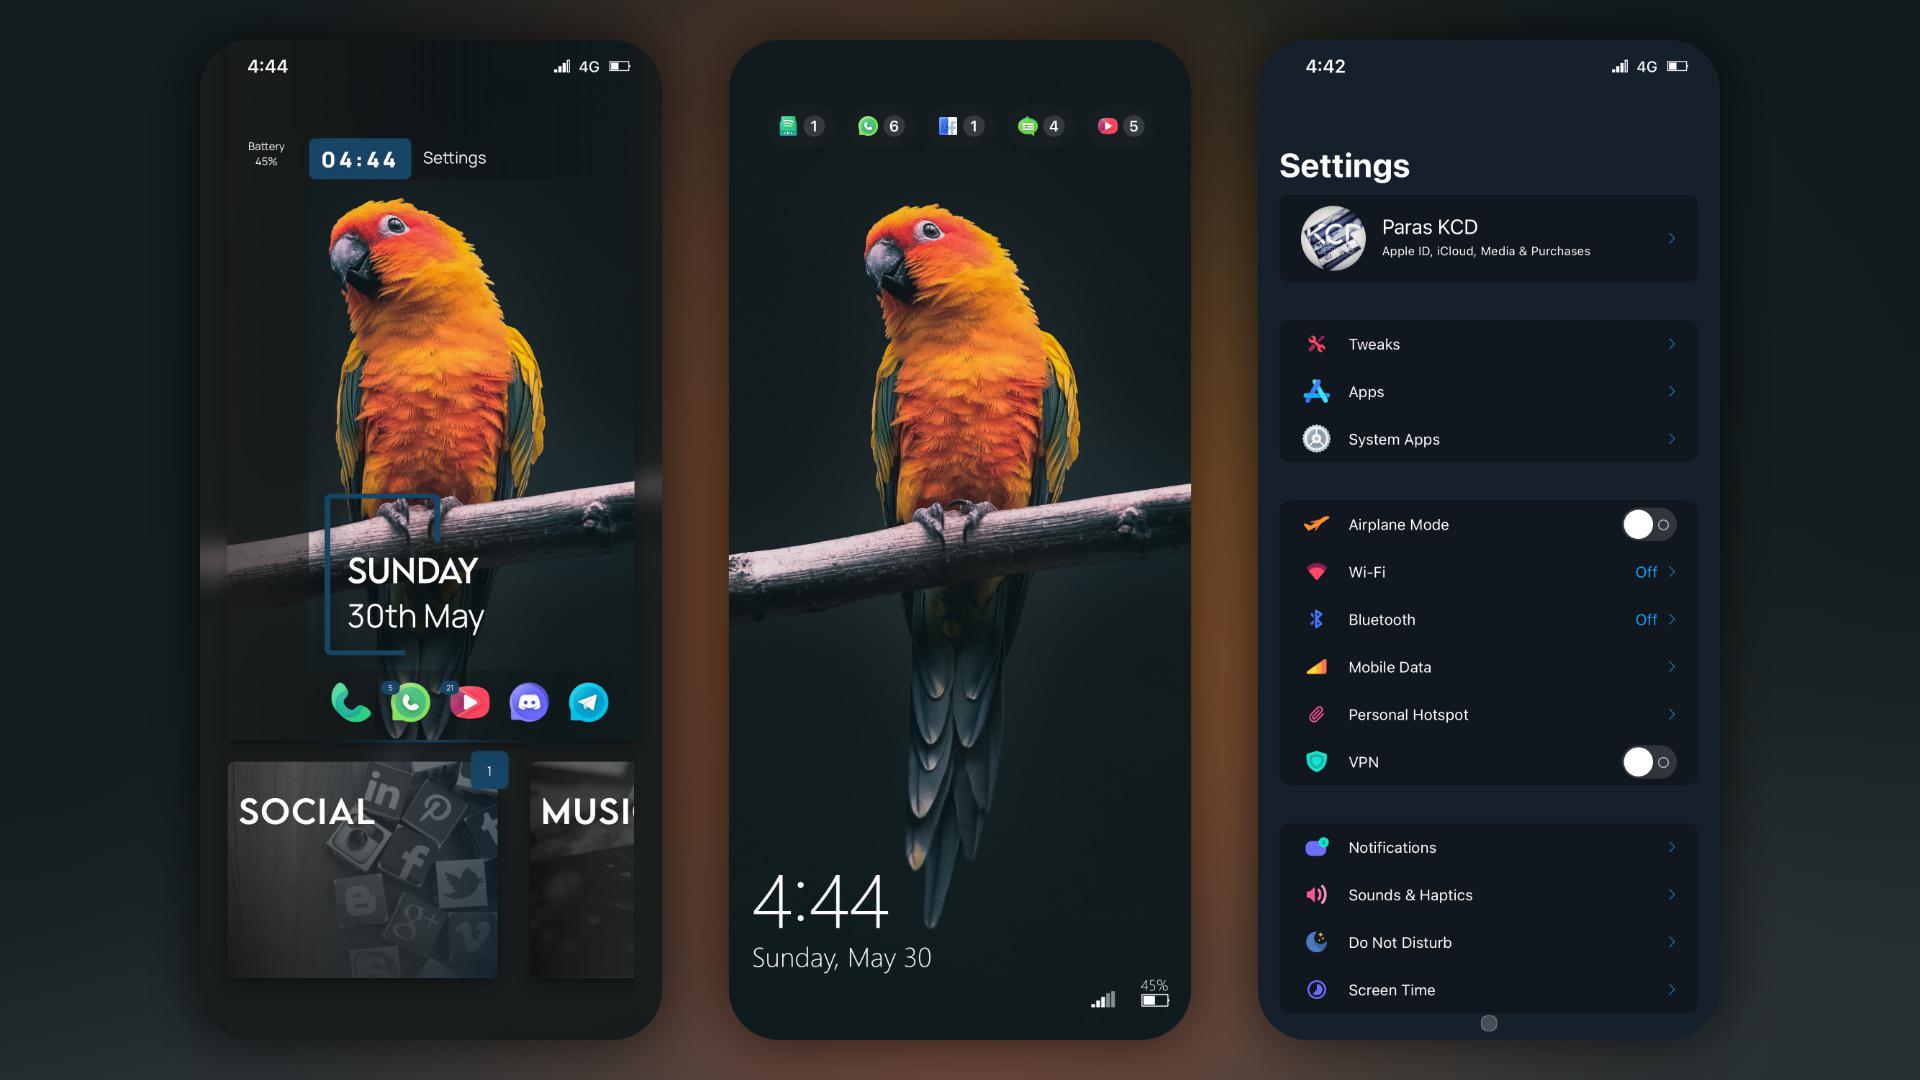 4:44
4G
Battery
45%
04:44
Settings
SUNDAY
30th May
5
21
1
SOCIAL
MUSIC
1
6
1
4
5
4:44
Sunday, May 30
45%
4:42
4G
Settings
Paras KCD
Apple ID, iCloud, Media & Purchases
Tweaks
Apps
System Apps
Airplane Mode
Wi-Fi
Off
Bluetooth
Off
Mobile Data
Personal Hotspot
VPN
Notifications
Sounds & Haptics
Do Not Disturb
Screen Time